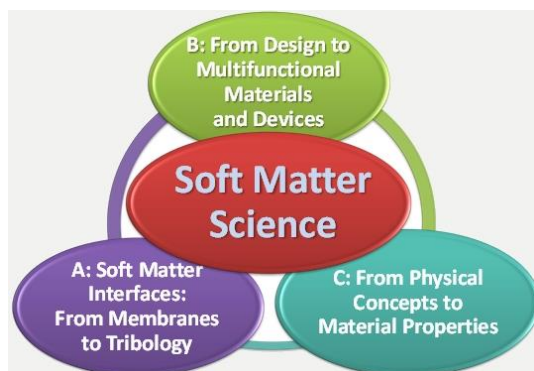 B: From Design to
Multifunctional
Materials
and Devices
Soft Matter
Science
A: Soft Matter
Interfaces:
From Membranes
to Tribology
C: From Physical
Concepts to
Material Properties